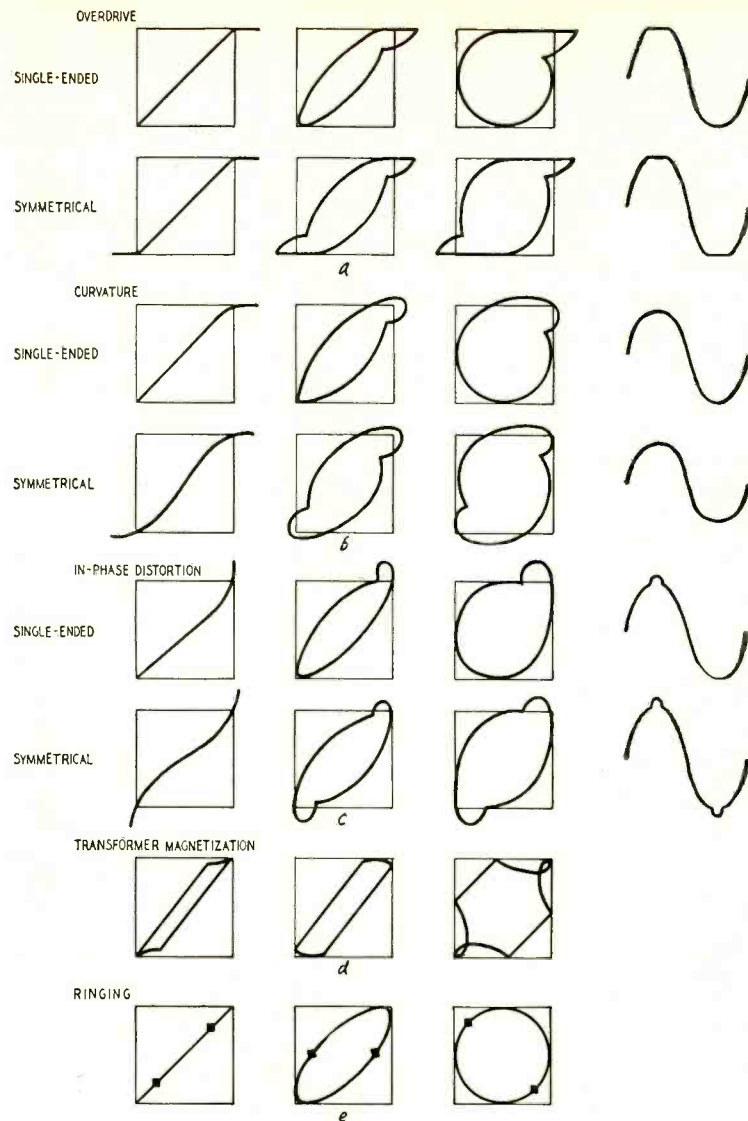 OVERDRIVE
SINGLE-ENDED
SYMMETRICAL
a
CURVATURE
SINGLE-ENDED
SYMMETRICAL
b
IN-PHASE DISTORTION
SINGLE-ENDED
SYMMETRICAL
c
TRANSFORMER MAGNETIZATION
d
RINGING
e